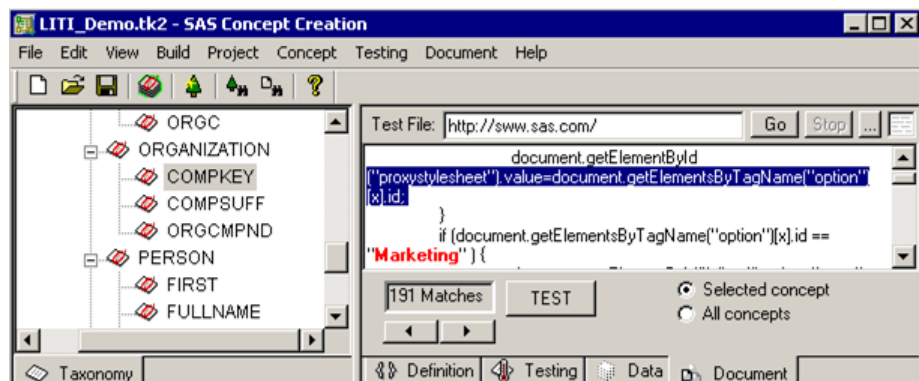 LITI_Demo.tk2 - SAS Concept Creation
File Edit View Build Project Concept Testing Document Help
ORGC
ORGANIZATION
COMPKEY
COMPSUFF
ORGCMPND
PERSON
FIRST
FULLNAME
Taxonomy
Test File: http://sww.sas.com/ Go Stop ...
document.getElementById
("proxystylesheet").value=document.getElementsByTagName("option")
[x].id;
}
if (document.getElementsByTagName("option")[x].id ==
"Marketing" ) {
191 Matches TEST
Selected concept
All concepts
Definition Testing Data Document